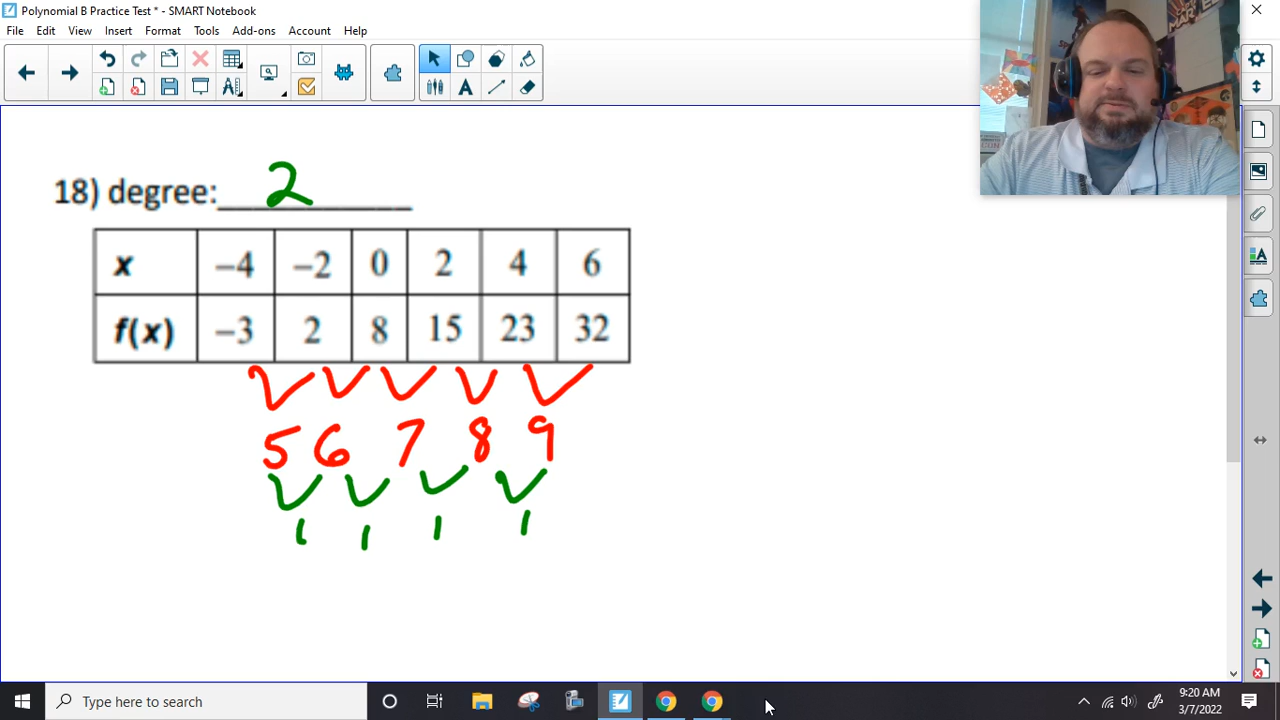 Polynomial B Practice Test * - SMART Notebook
File Edit View Insert Format Tools Add-ons Account Help
18) degree: 2
x −4 −2 0 2 4 6
f(x) −3 2 8 15 23 32
5 6 7 8 9
1 1 1 1
Type here to search
9:20 AM
3/7/2022